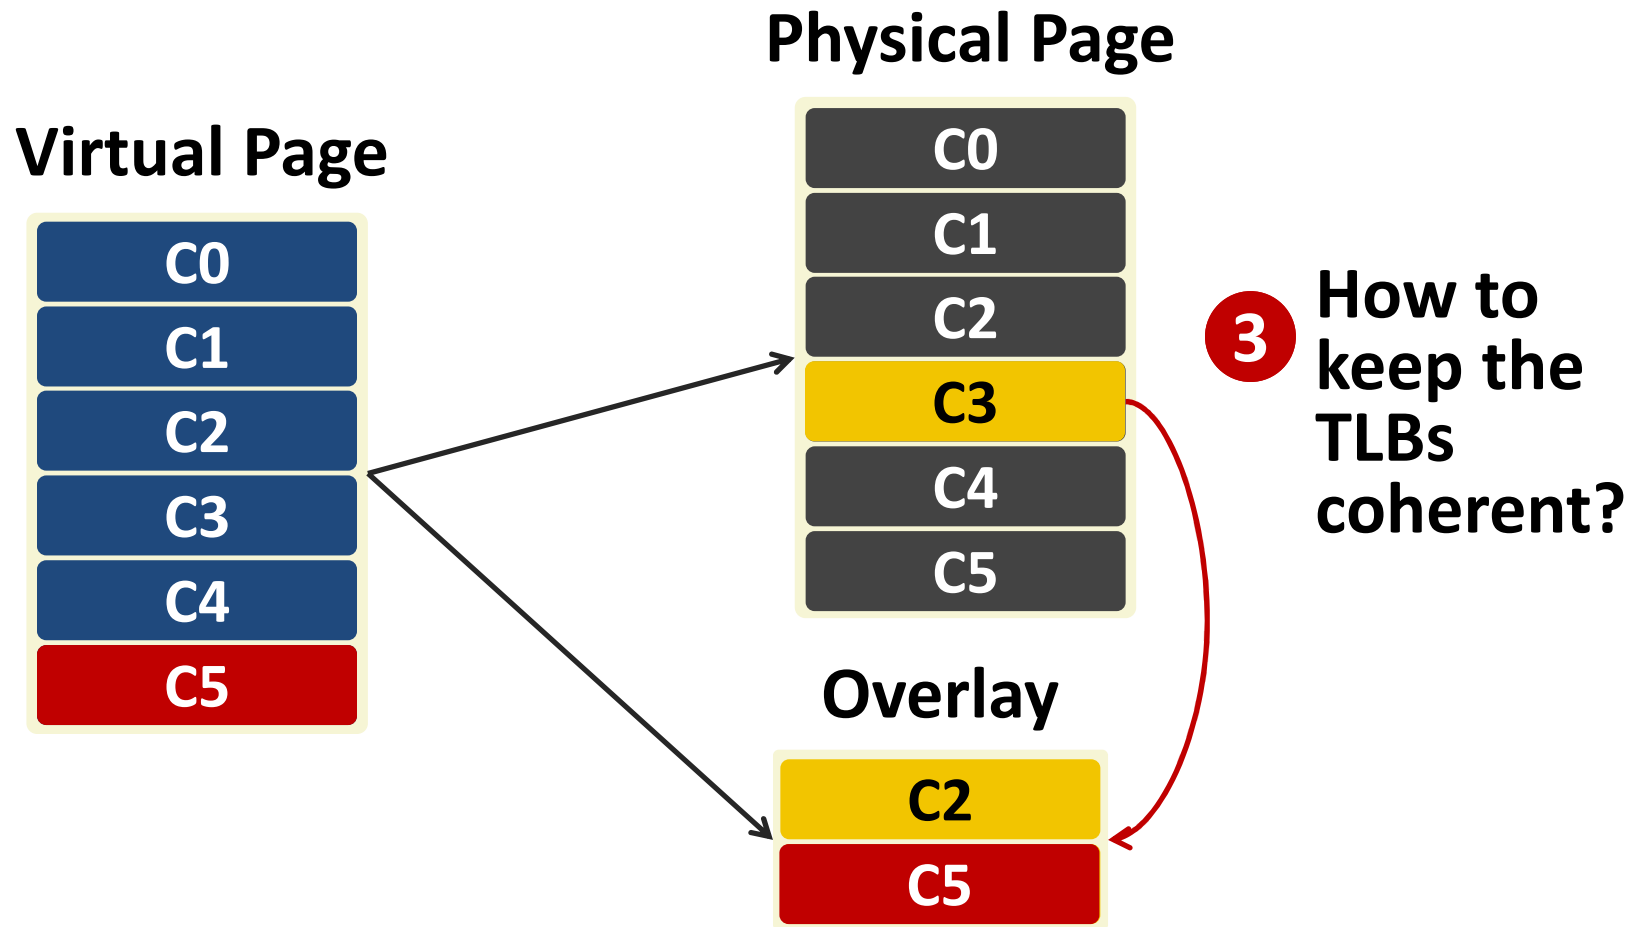 Virtual Page
C0
C1
C2
C3
C4
C5
Physical Page
C0
C1
C2
C3
C4
C5
Overlay
C2
C5
3
How to
keep the
TLBs
coherent?